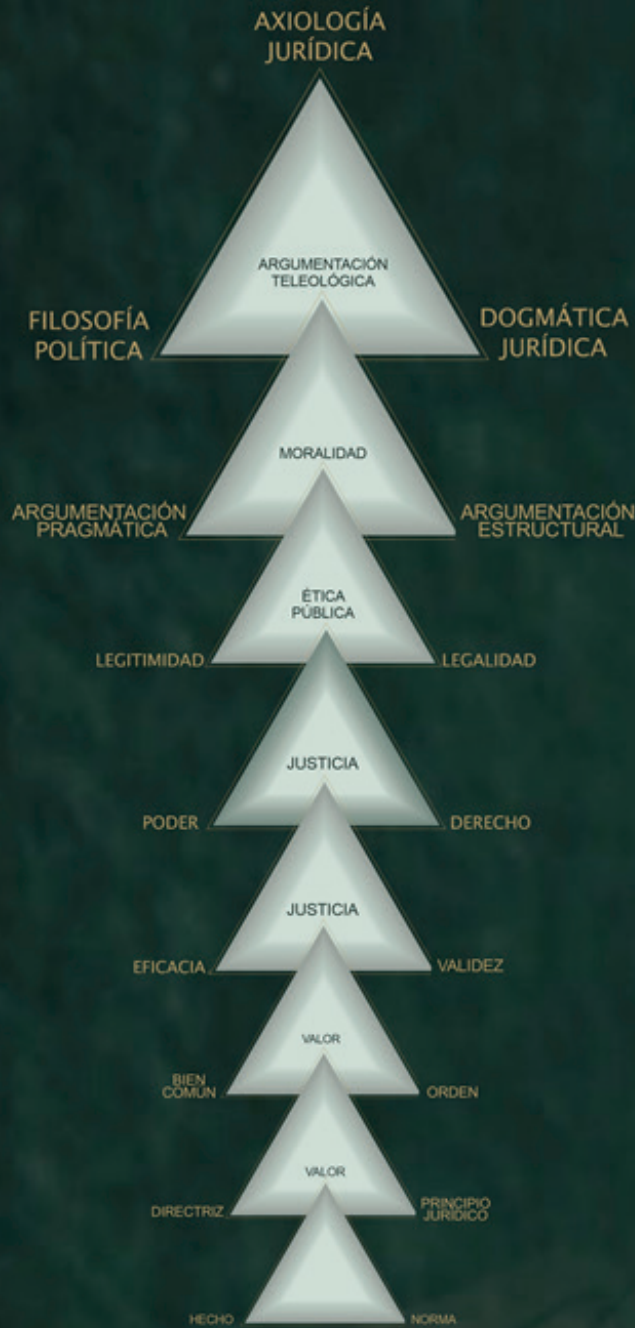 AXIOLOGÍA
JURÍDICA
ARGUMENTACIÓN
TELEOLÓGICA
FILOSOFÍA
POLÍTICA
DOGMÁTICA
JURÍDICA
MORALIDAD
ARGUMENTACIÓN
PRAGMÁTICA
ARGUMENTACIÓN
ESTRUCTURAL
ÉTICA
PÚBLICA
LEGITIMIDAD
LEGALIDAD
JUSTICIA
PODER
DERECHO
JUSTICIA
EFICACIA
VALIDEZ
VALOR
BIEN
COMÚN
ORDEN
VALOR
DIRECTRIZ
PRINCIPIO
JURÍDICO
HECHO
NORMA